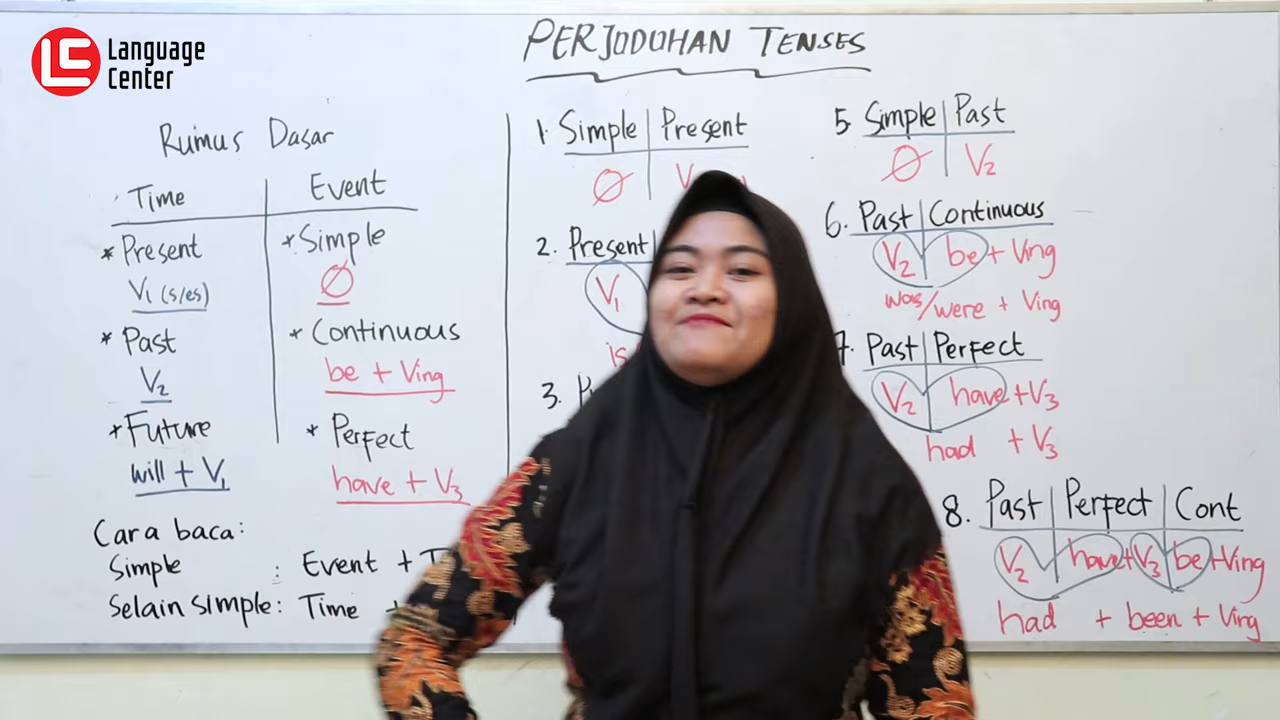 LC Language
Center
PERJODOHAN TENSES
Rumus Dasar
Time | Event
* Present
V1 (s/es)
* Past
V2
* Future
will + V1
* Simple
Ø
* Continuous
be + Ving
* Perfect
have + V3
Cara baca:
Simple : Event +
Selain simple: Time
1. Simple | Present
Ø
2. Present
V1
3.
5. Simple | Past
Ø | V2
6. Past | Continuous
V2 be + Ving
was/were + Ving
7. Past | Perfect
V2 have + V3
had + V3
8. Past | Perfect | Cont
V2 have+V3 be+Ving
had + been + Ving